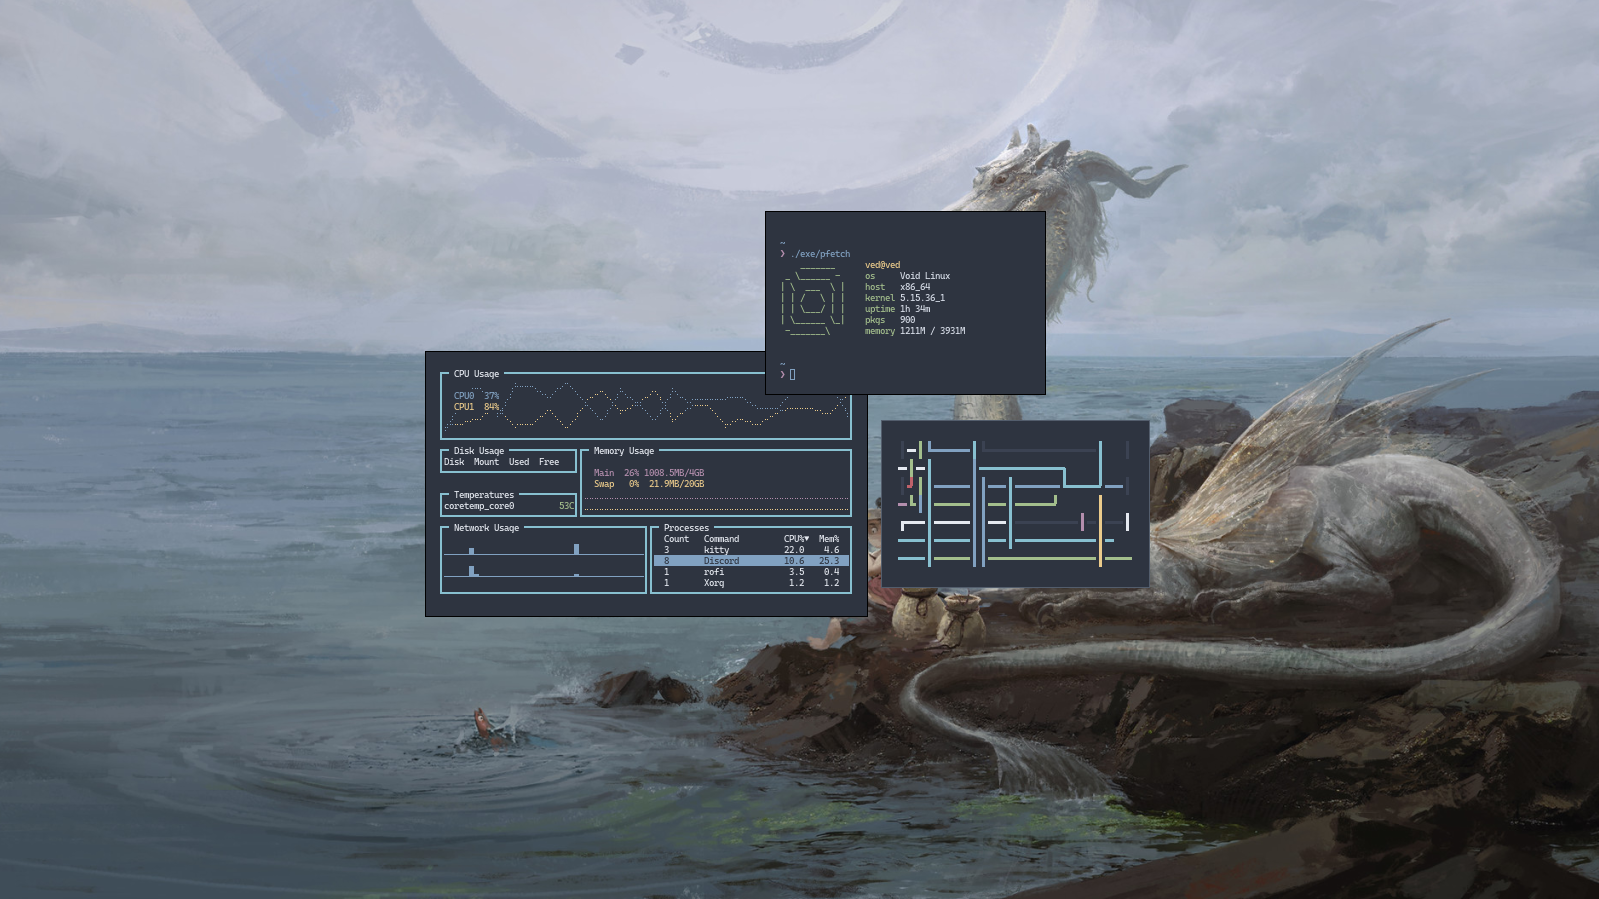 ~
❯ ./exe/pfetch
ved@ved
os Void Linux
host x86_64
kernel 5.15.36_1
uptime 1h 34m
pkgs 900
memory 1211M / 3931M
~
❯
CPU Usage
CPU0 37%
CPU1 84%
Disk Usage
Disk Mount Used Free
Temperatures
coretemp_core0 53C
Memory Usage
Main 26% 1008.5MB/4GB
Swap 0% 21.9MB/20GB
Network Usage
Processes
Count Command CPU%▼ Mem%
3 kitty 22.0 4.6
8 Discord 10.6 25.3
1 rofi 3.5 0.4
1 Xorg 1.2 1.2